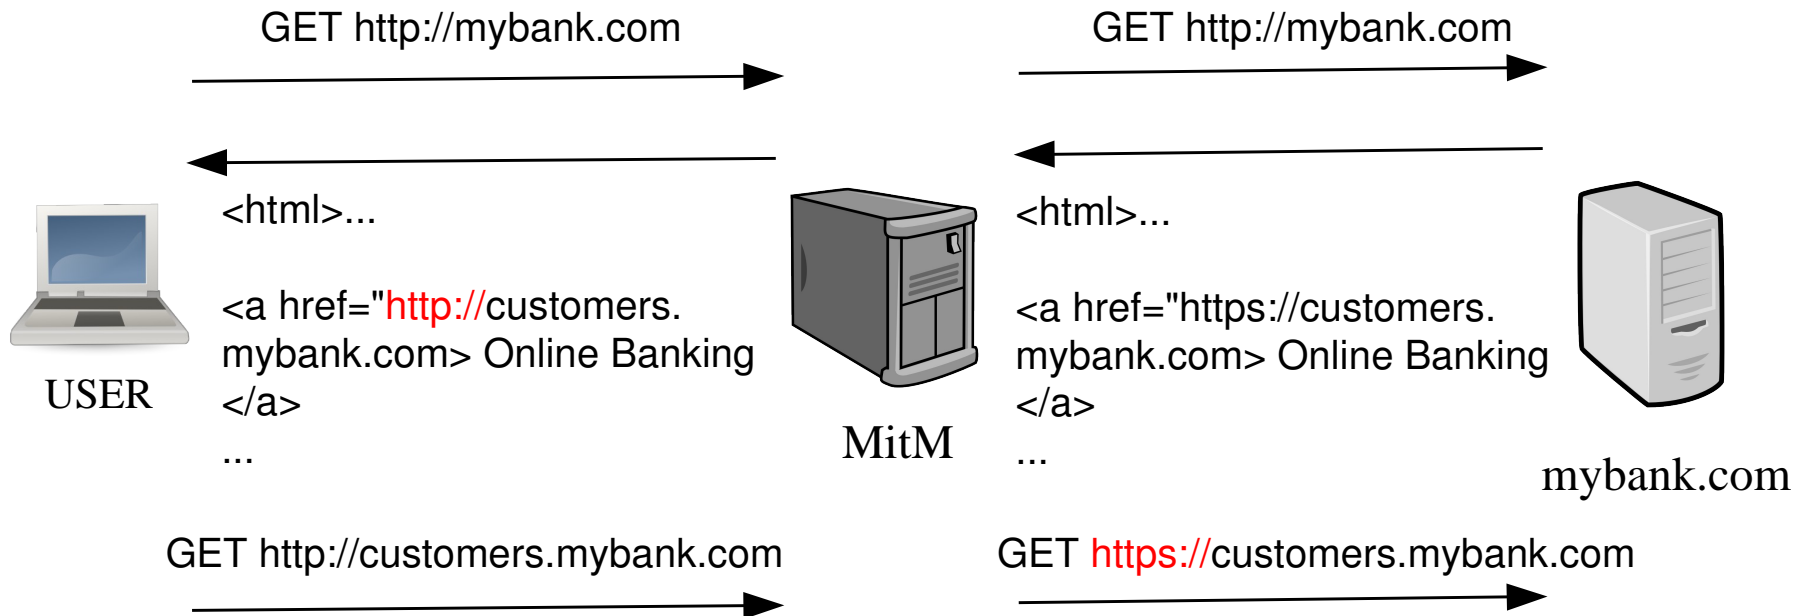 GET http://mybank.com
GET http://mybank.com
<html>...
<a href="http://customers.
mybank.com> Online Banking
</a>
...
<html>...
<a href="https://customers.
mybank.com> Online Banking
</a>
...
USER
MitM
mybank.com
GET http://customers.mybank.com
GET https://customers.mybank.com